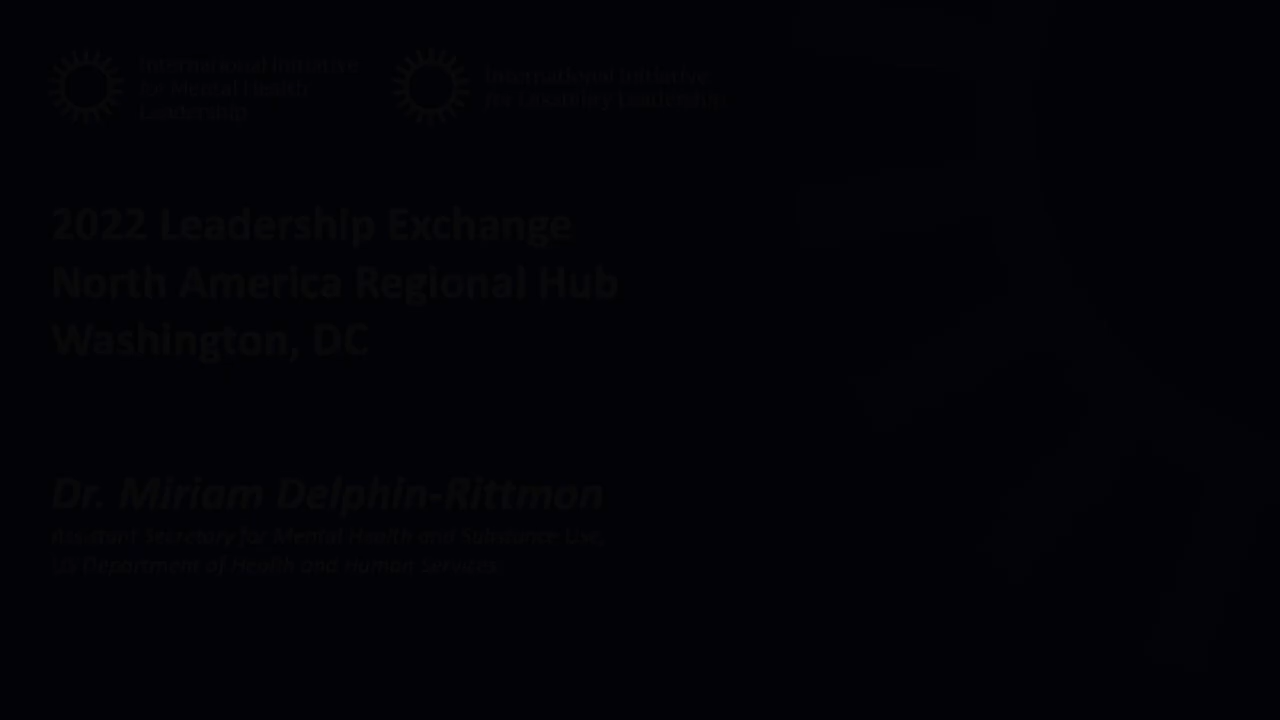 International Initiative
for Mental Health
Leadership
International Initiative
for Disability Leadership
2022 Leadership Exchange
North America Regional Hub
Washington, DC
Dr. Miriam Delphin-Rittmon
Assistant Secretary for Mental Health and Substance Use,
US Department of Health and Human Services